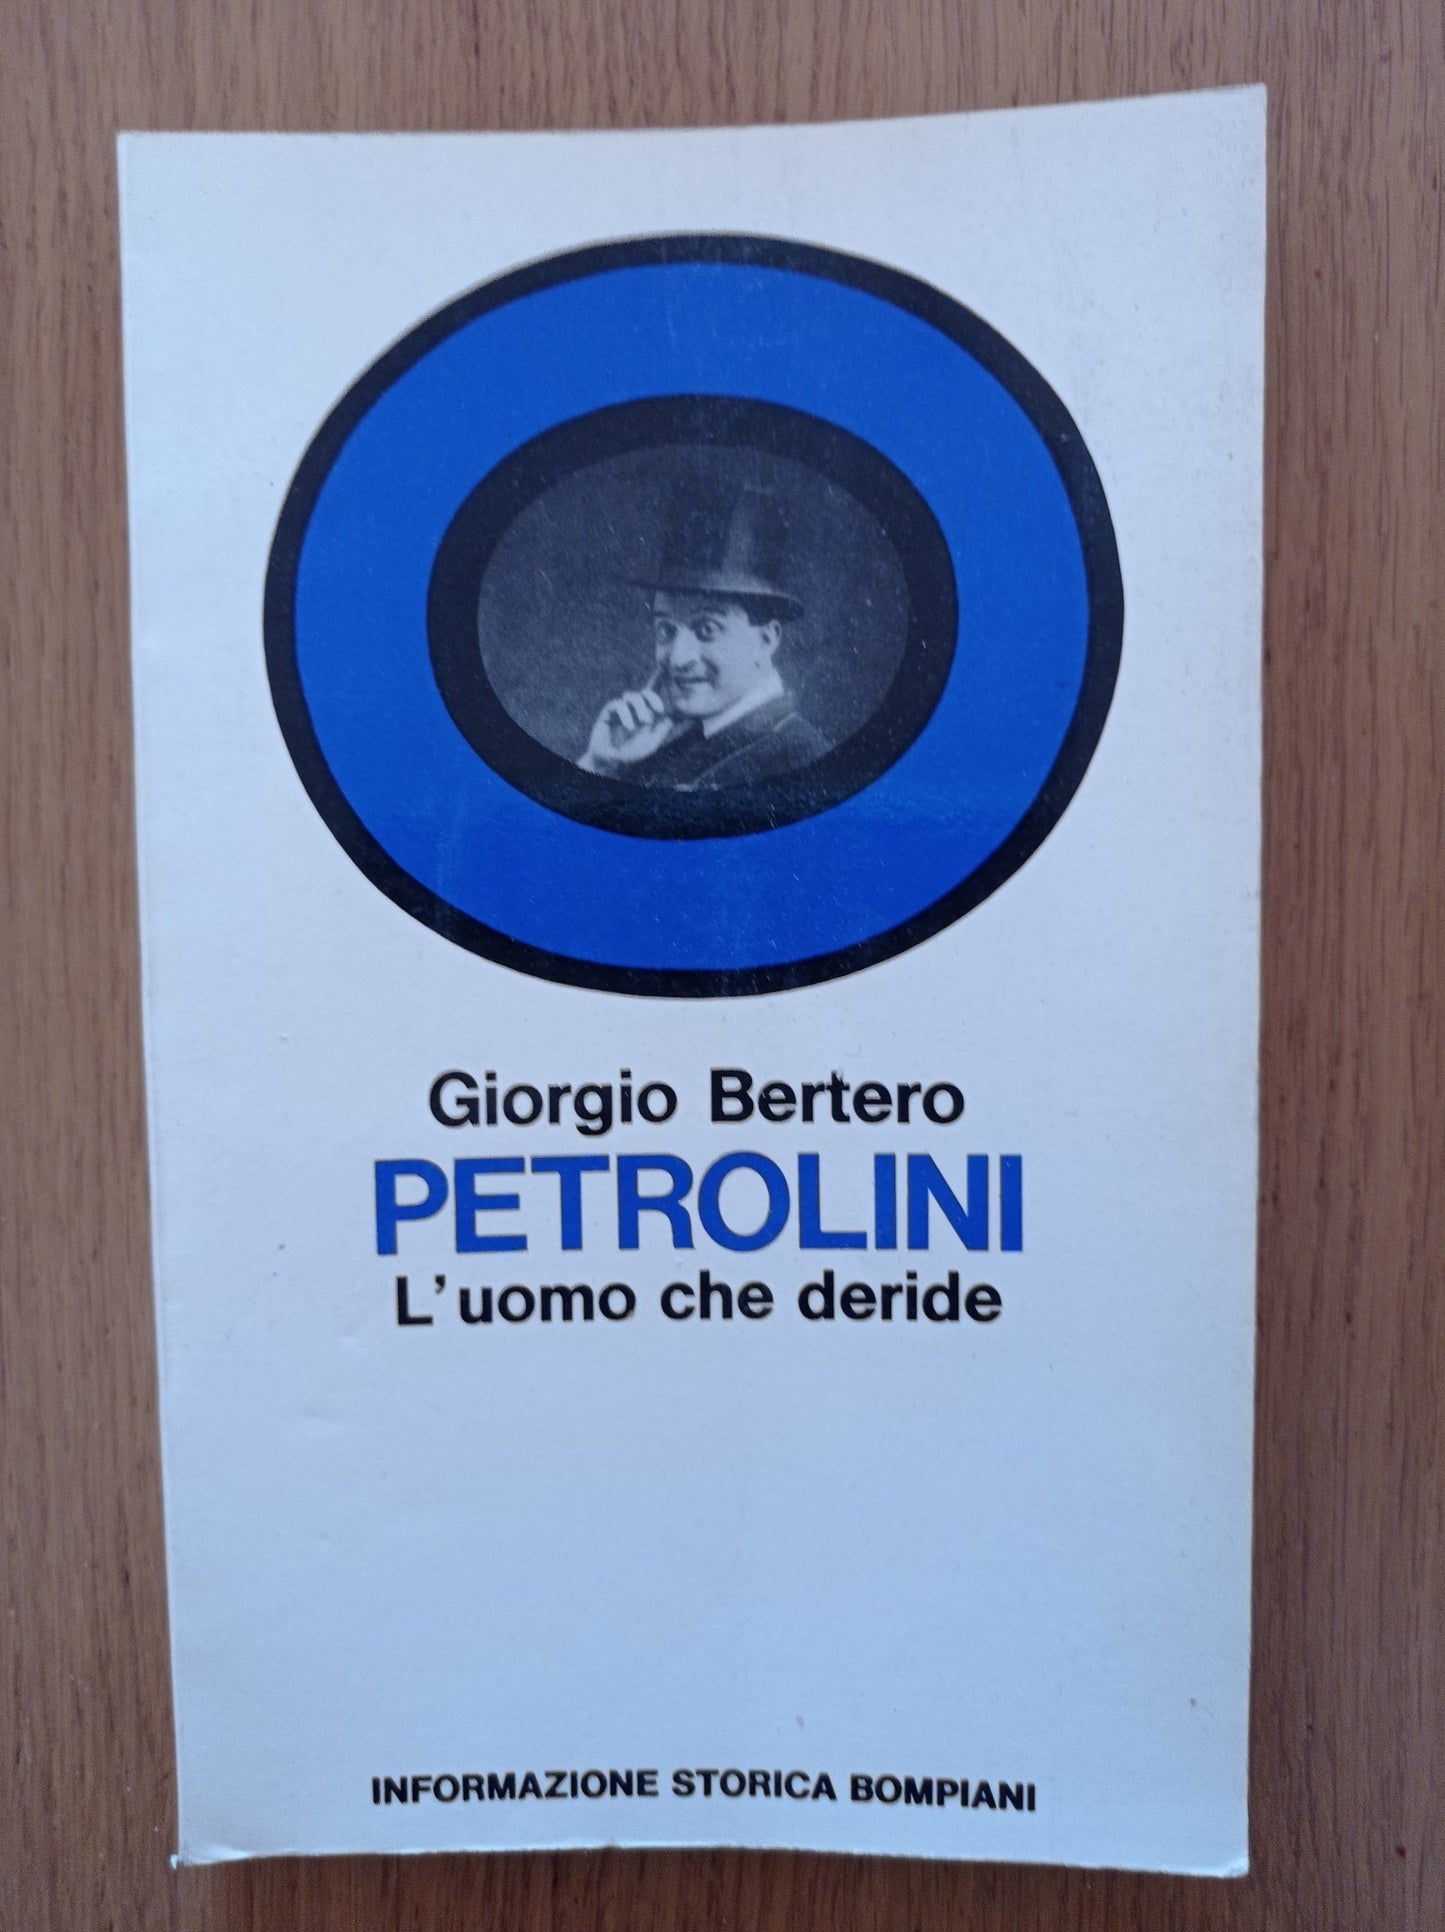 Giorgio Bertero
PETROLINI
L'uomo che deride
INFORMAZIONE STORICA BOMPIANI